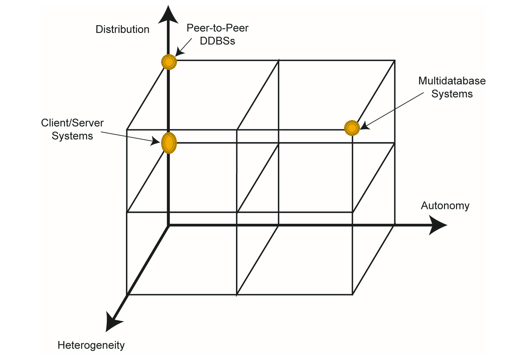 Distribution
Peer-to-Peer
DDBSs
Multidatabase
Systems
Client/Server
Systems
Autonomy
Heterogeneity